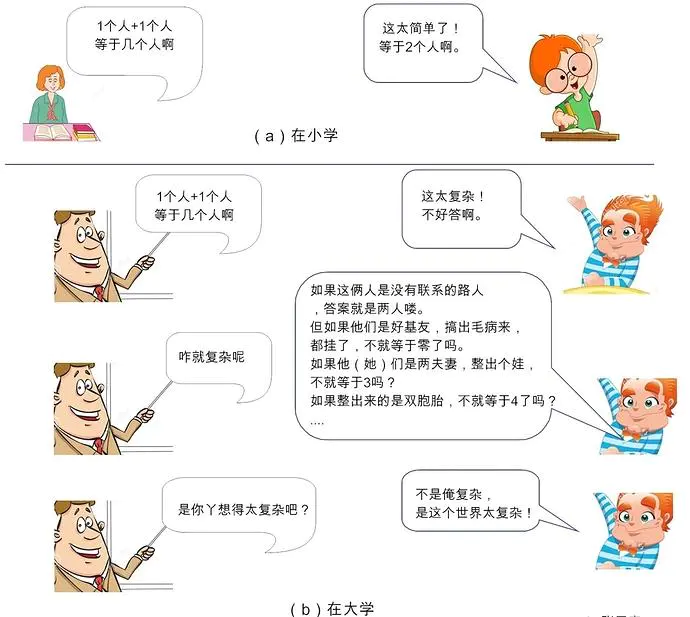 1个人+1个人
等于几个人啊
这太简单了！
等于2个人啊。
（a）在小学
1个人+1个人
等于几个人啊
这太复杂！
不好答啊。
如果这俩人是没有联系的路人
，答案就是两人喽。
但如果他们是好基友，搞出毛病来，
都挂了，不就等于零了吗。
如果他（她）们是两夫妻，整出个娃，
不就等于3吗？
如果整出来的是双胞胎，不就等于4了吗？
....
咋就复杂呢
是你丫想得太复杂吧？
不是俺复杂，
是这个世界太复杂！
（b）在大学